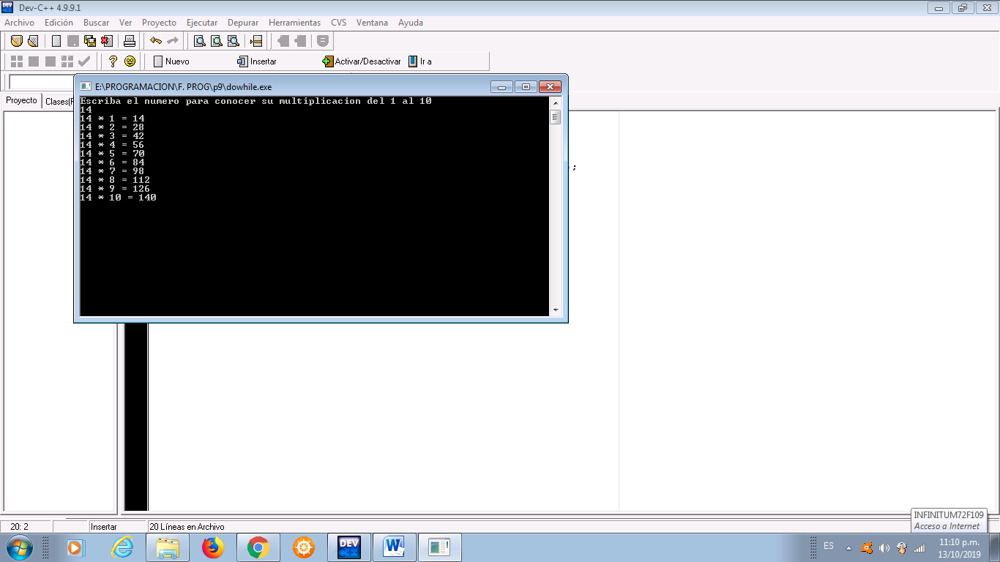 Dev-C++ 4.9.9.1
Archivo Edición Buscar Ver Proyecto Ejecutar Depurar Herramientas CVS Ventana Ayuda
Nuevo Insertar Activar/Desactivar Ir a
E:\PROGRAMACION\F. PROG\p9\dowhile.exe
Proyecto Clases(F
Escriba el numero para conocer su multiplicacion del 1 al 10
14
14 * 1 = 14
14 * 2 = 28
14 * 3 = 42
14 * 4 = 56
14 * 5 = 70
14 * 6 = 84
14 * 7 = 98
14 * 8 = 112
14 * 9 = 126
14 * 10 = 140
;
20: 2 Insertar 20 Líneas en Archivo
INFINITUM72F109
Acceso a Internet
DEV
ES
11:10 p.m.
13/10/2019